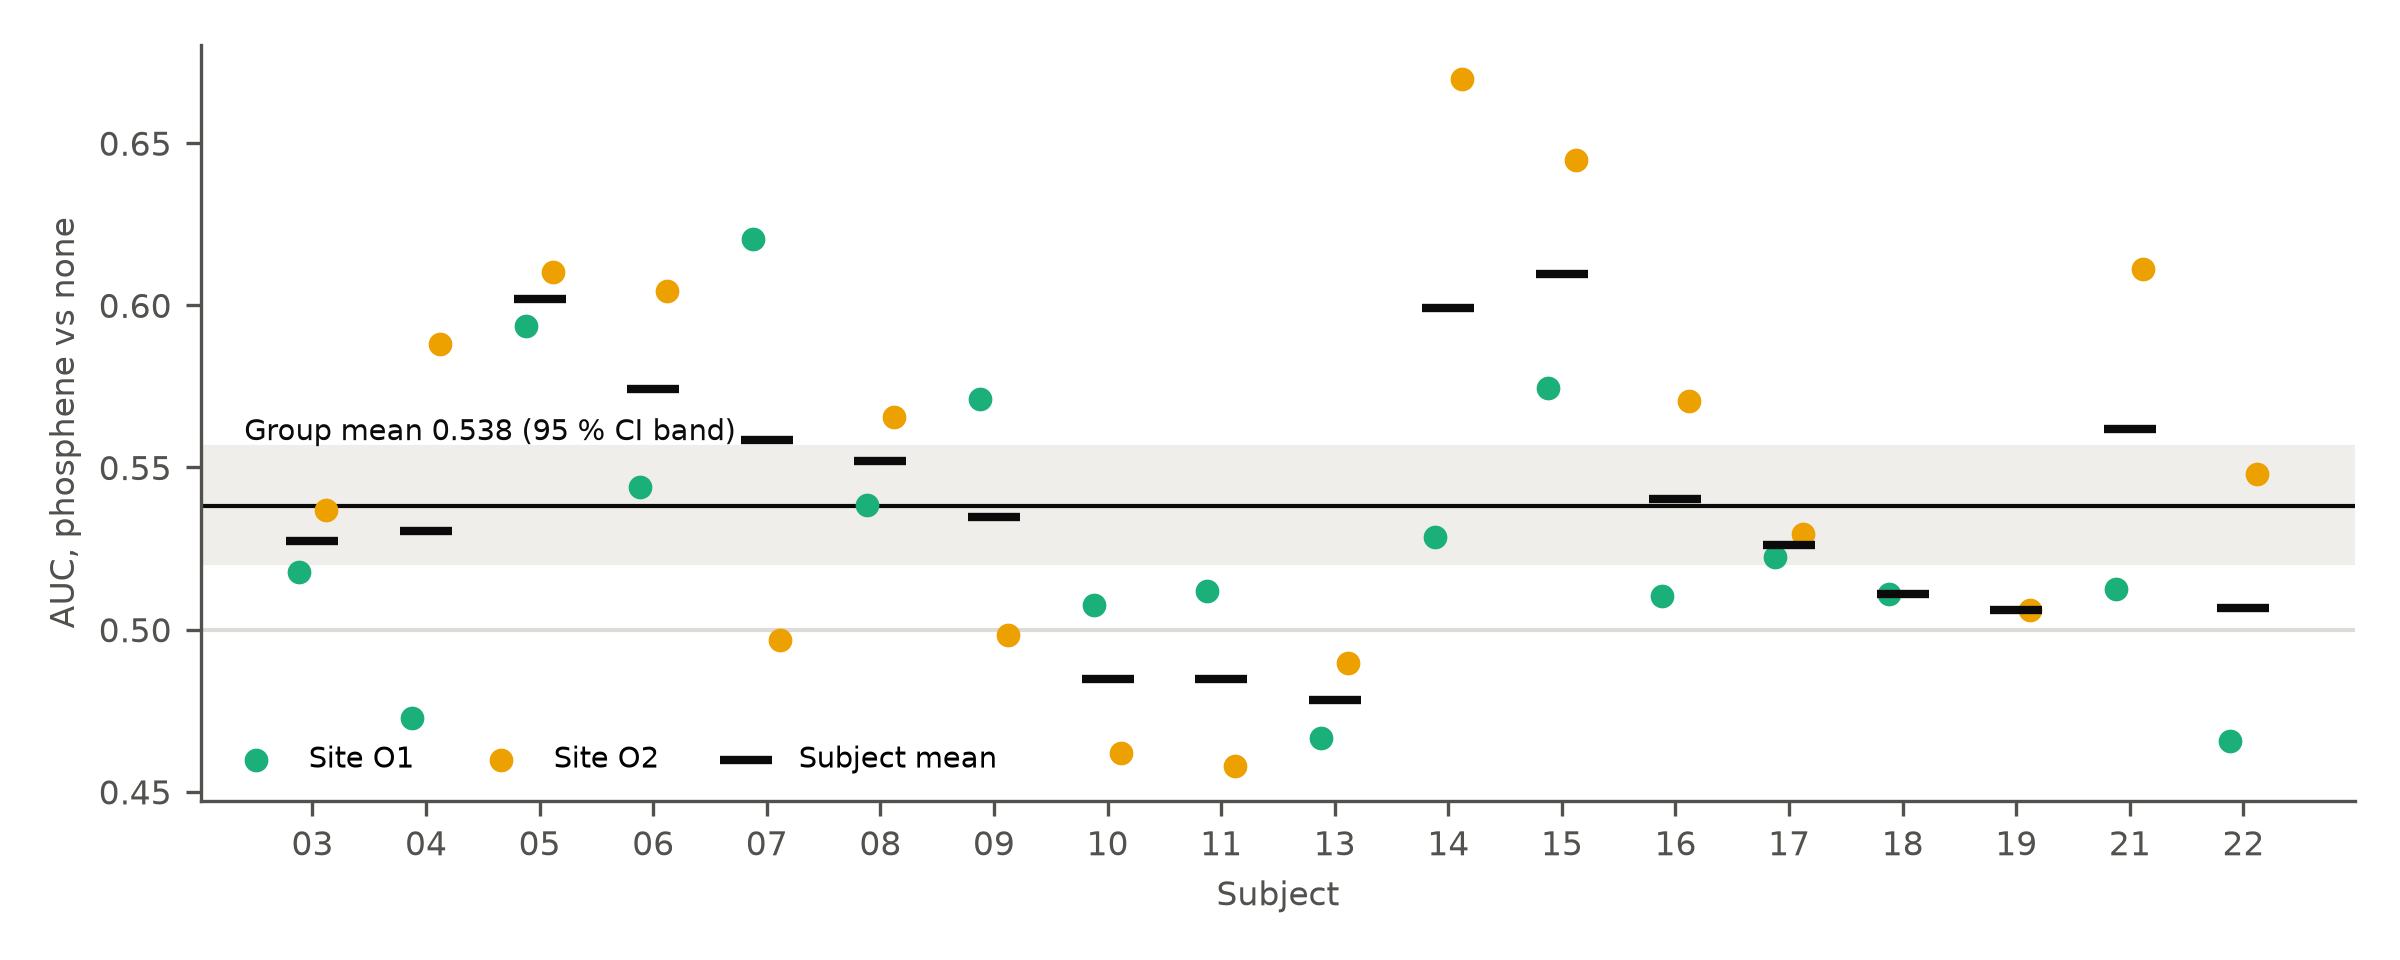 AUC, phosphene vs none
0.65
0.60
0.55
0.50
0.45
Group mean 0.538 (95 % CI band)
Site O1 Site O2 Subject mean
03 04 05 06 07 08 09 10 11 13 14 15 16 17 18 19 21 22
Subject